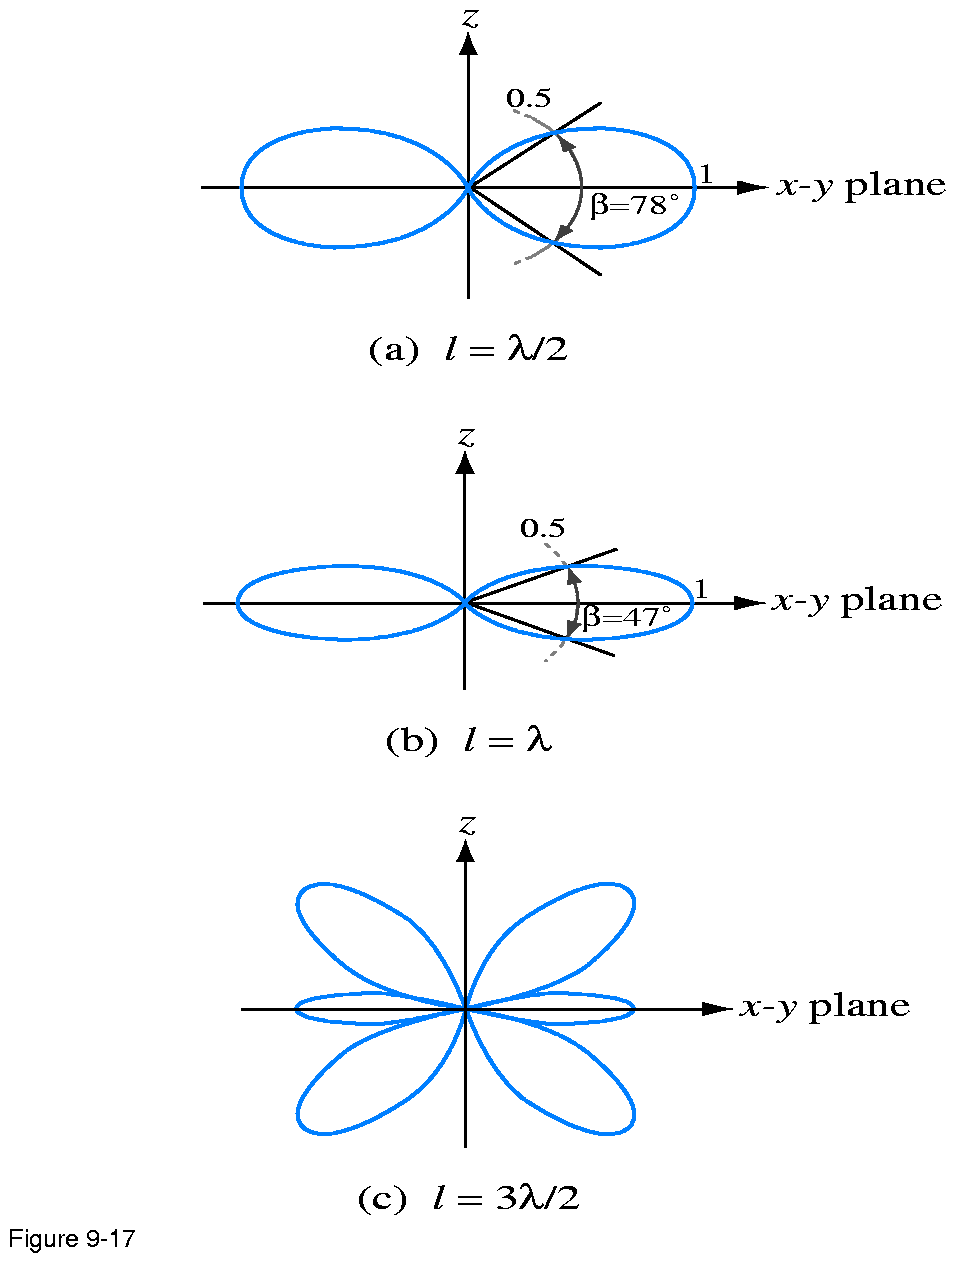 z
0.5
1
x-y plane
β=78°
(a) l = λ/2
z
0.5
1
x-y plane
β=47°
(b) l = λ
z
x-y plane
(c) l = 3λ/2
Figure 9-17